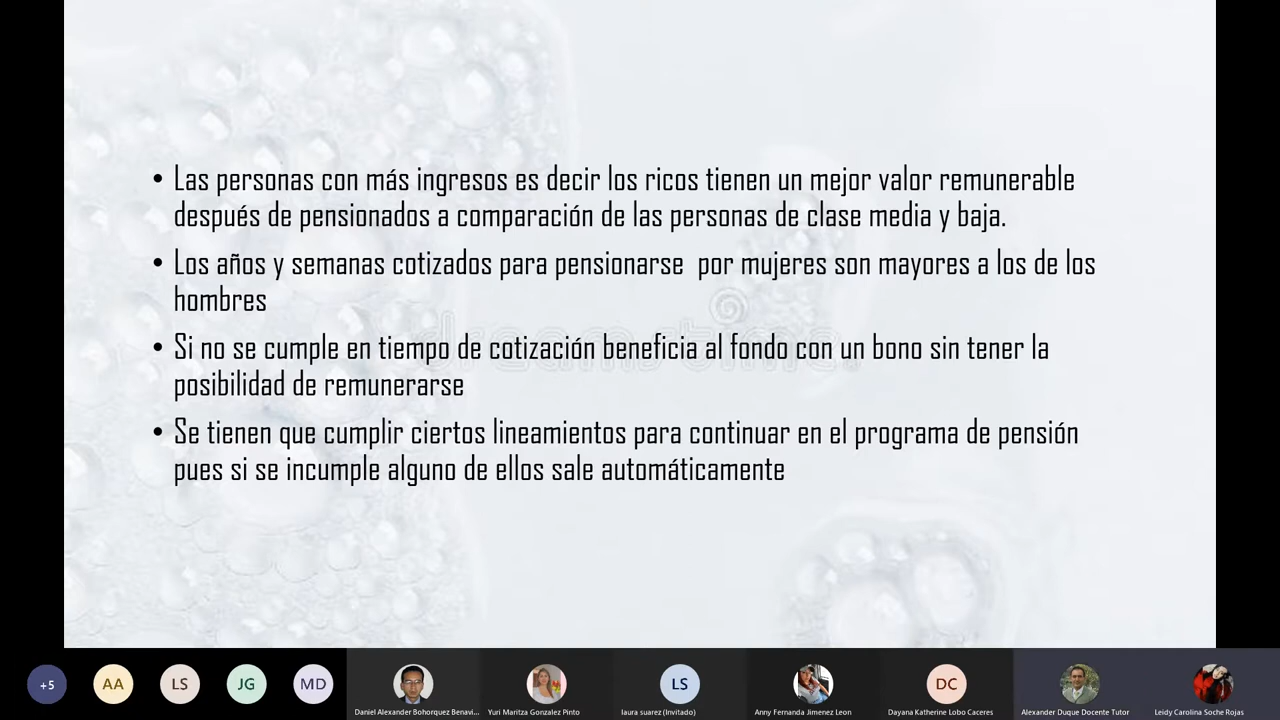 • Las personas con más ingresos es decir los ricos tienen un mejor valor remunerable
después de pensionados a comparación de las personas de clase media y baja.
• Los años y semanas cotizados para pensionarse  por mujeres son mayores a los de los
hombres
dreamstime
• Si no se cumple en tiempo de cotización beneficia al fondo con un bono sin tener la
posibilidad de remunerarse
• Se tienen que cumplir ciertos lineamientos para continuar en el programa de pensión
pues si se incumple alguno de ellos sale automáticamente
+5 AA LS JG MD LS DC
Daniel Alexander Bohorquez Benavi... Yuri Maritza Gonzalez Pinto laura suarez (Invitado) Anny Fernanda Jimenez Leon Dayana Katherine Lobo Caceres Alexander Duque Docente Tutor Leidy Carolina Soche Rojas